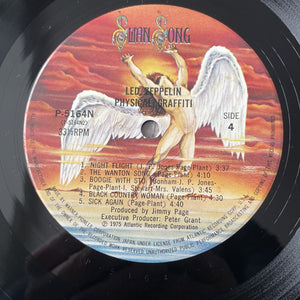 SWAN SONG
LED ZEPPELIN
PHYSICAL GRAFFITI
P-5164N
33⅓RPM
SIDE
4
1. NIGHT FLIGHT (J.P. Jones-Page-Plant) 3:37
2. THE WANTON SONG (Page-Plant) 4:10
3. BOOGIE WITH STU (Bonham-J.P. Jones-
Page-Plant-I. Stewart-Mrs. Valens) 3:53
4. BLACK COUNTRY WOMAN (Page-Plant) 4:32
5. SICK AGAIN (Page-Plant) 4:40
Produced by Jimmy Page
Executive Producer: Peter Grant
℗ 1975 Atlantic Recording Corporation